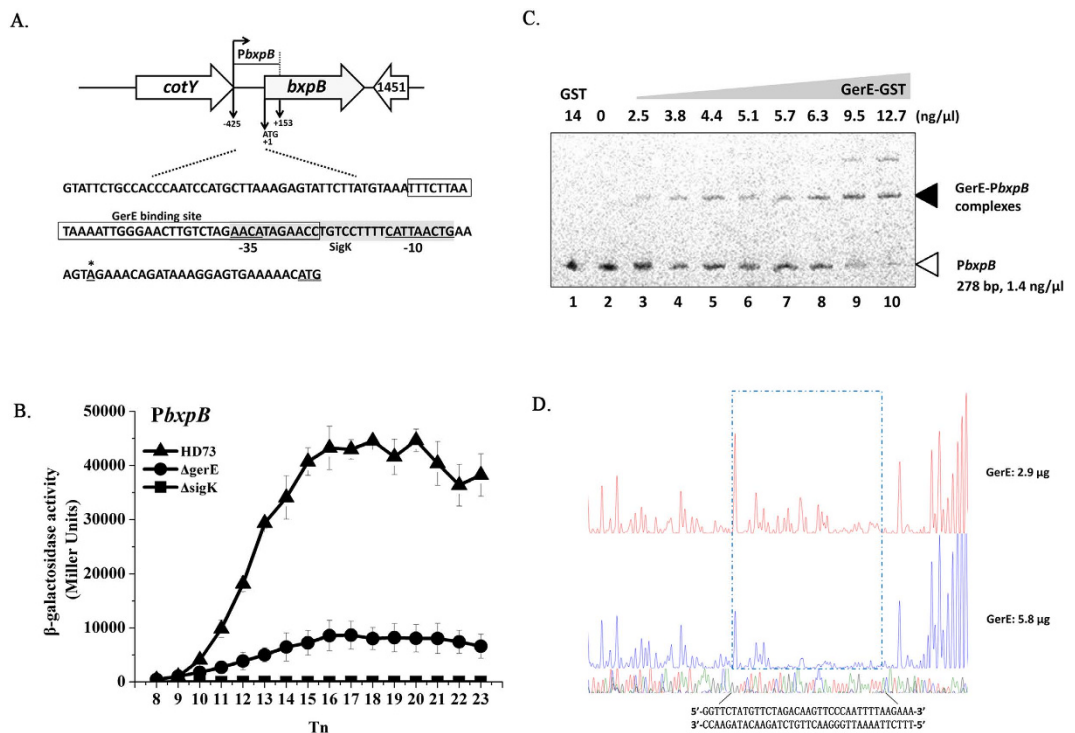 A.
PbxpB
cotY
bxpB
1451
-425
ATG
+1
+153
GTATTCTGCCACCCAATCCATGCTTAAAGAGTATTCTTATGTAAATTTCTTAA
GerE binding site
TAAAATTGGGAACTTGTCTAGAACATAGAACCTGTCCTTTTCATTAACTGAA
-35
SigK
-10
*
AGTAGAAACAGATAAAGGAGTGAAAAACATG
B.
PbxpB
HD73
ΔgerE
ΔsigK
β-galactosidase activity
(Miller Units)
50000
40000
30000
20000
10000
0
8 9 10 11 12 13 14 15 16 17 18 19 20 21 22 23
Tn
C.
GST
GerE-GST
14 0 2.5 3.8 4.4 5.1 5.7 6.3 9.5 12.7 (ng/μl)
GerE-PbxpB
complexes
PbxpB
278 bp, 1.4 ng/μl
1 2 3 4 5 6 7 8 9 10
D.
GerE: 2.9 μg
GerE: 5.8 μg
5'-GGTTCTATGTTCTAGACAAGTTCCCAATTTTAAGAAA-3'
3'-CCAAGATACAAGATCTGTTCAAGGGTTAAAATTCTTT-5'